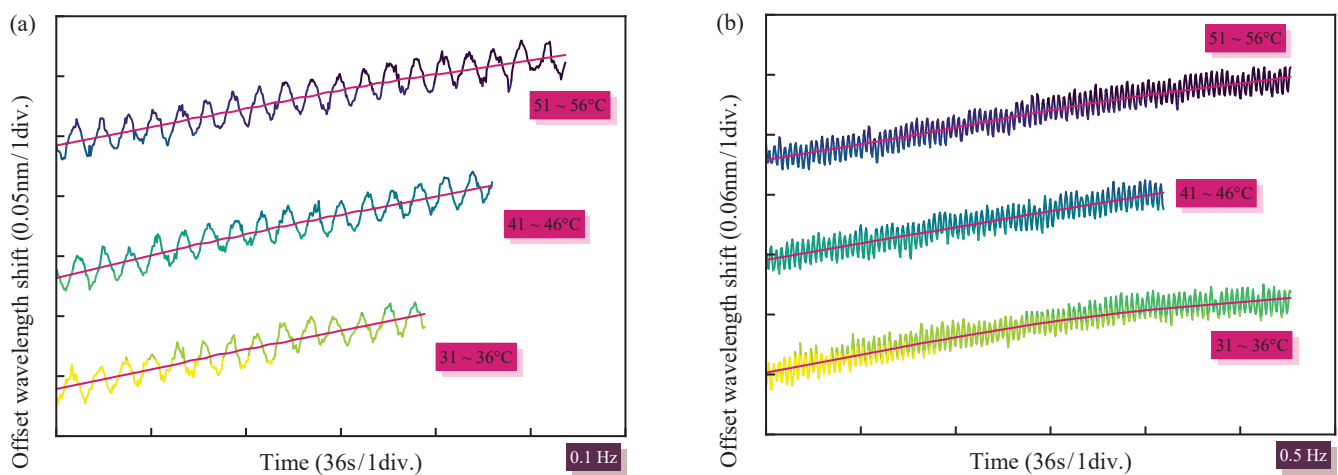 (a)
Offset wavelength shift (0.05nm/1div.)
51 ~ 56°C
41 ~ 46°C
31 ~ 36°C
Time (36s/1div.)
0.1 Hz
(b)
Offset wavelength shift (0.06nm/1div.)
51 ~ 56°C
41 ~ 46°C
31 ~ 36°C
Time (36s/1div.)
0.5 Hz